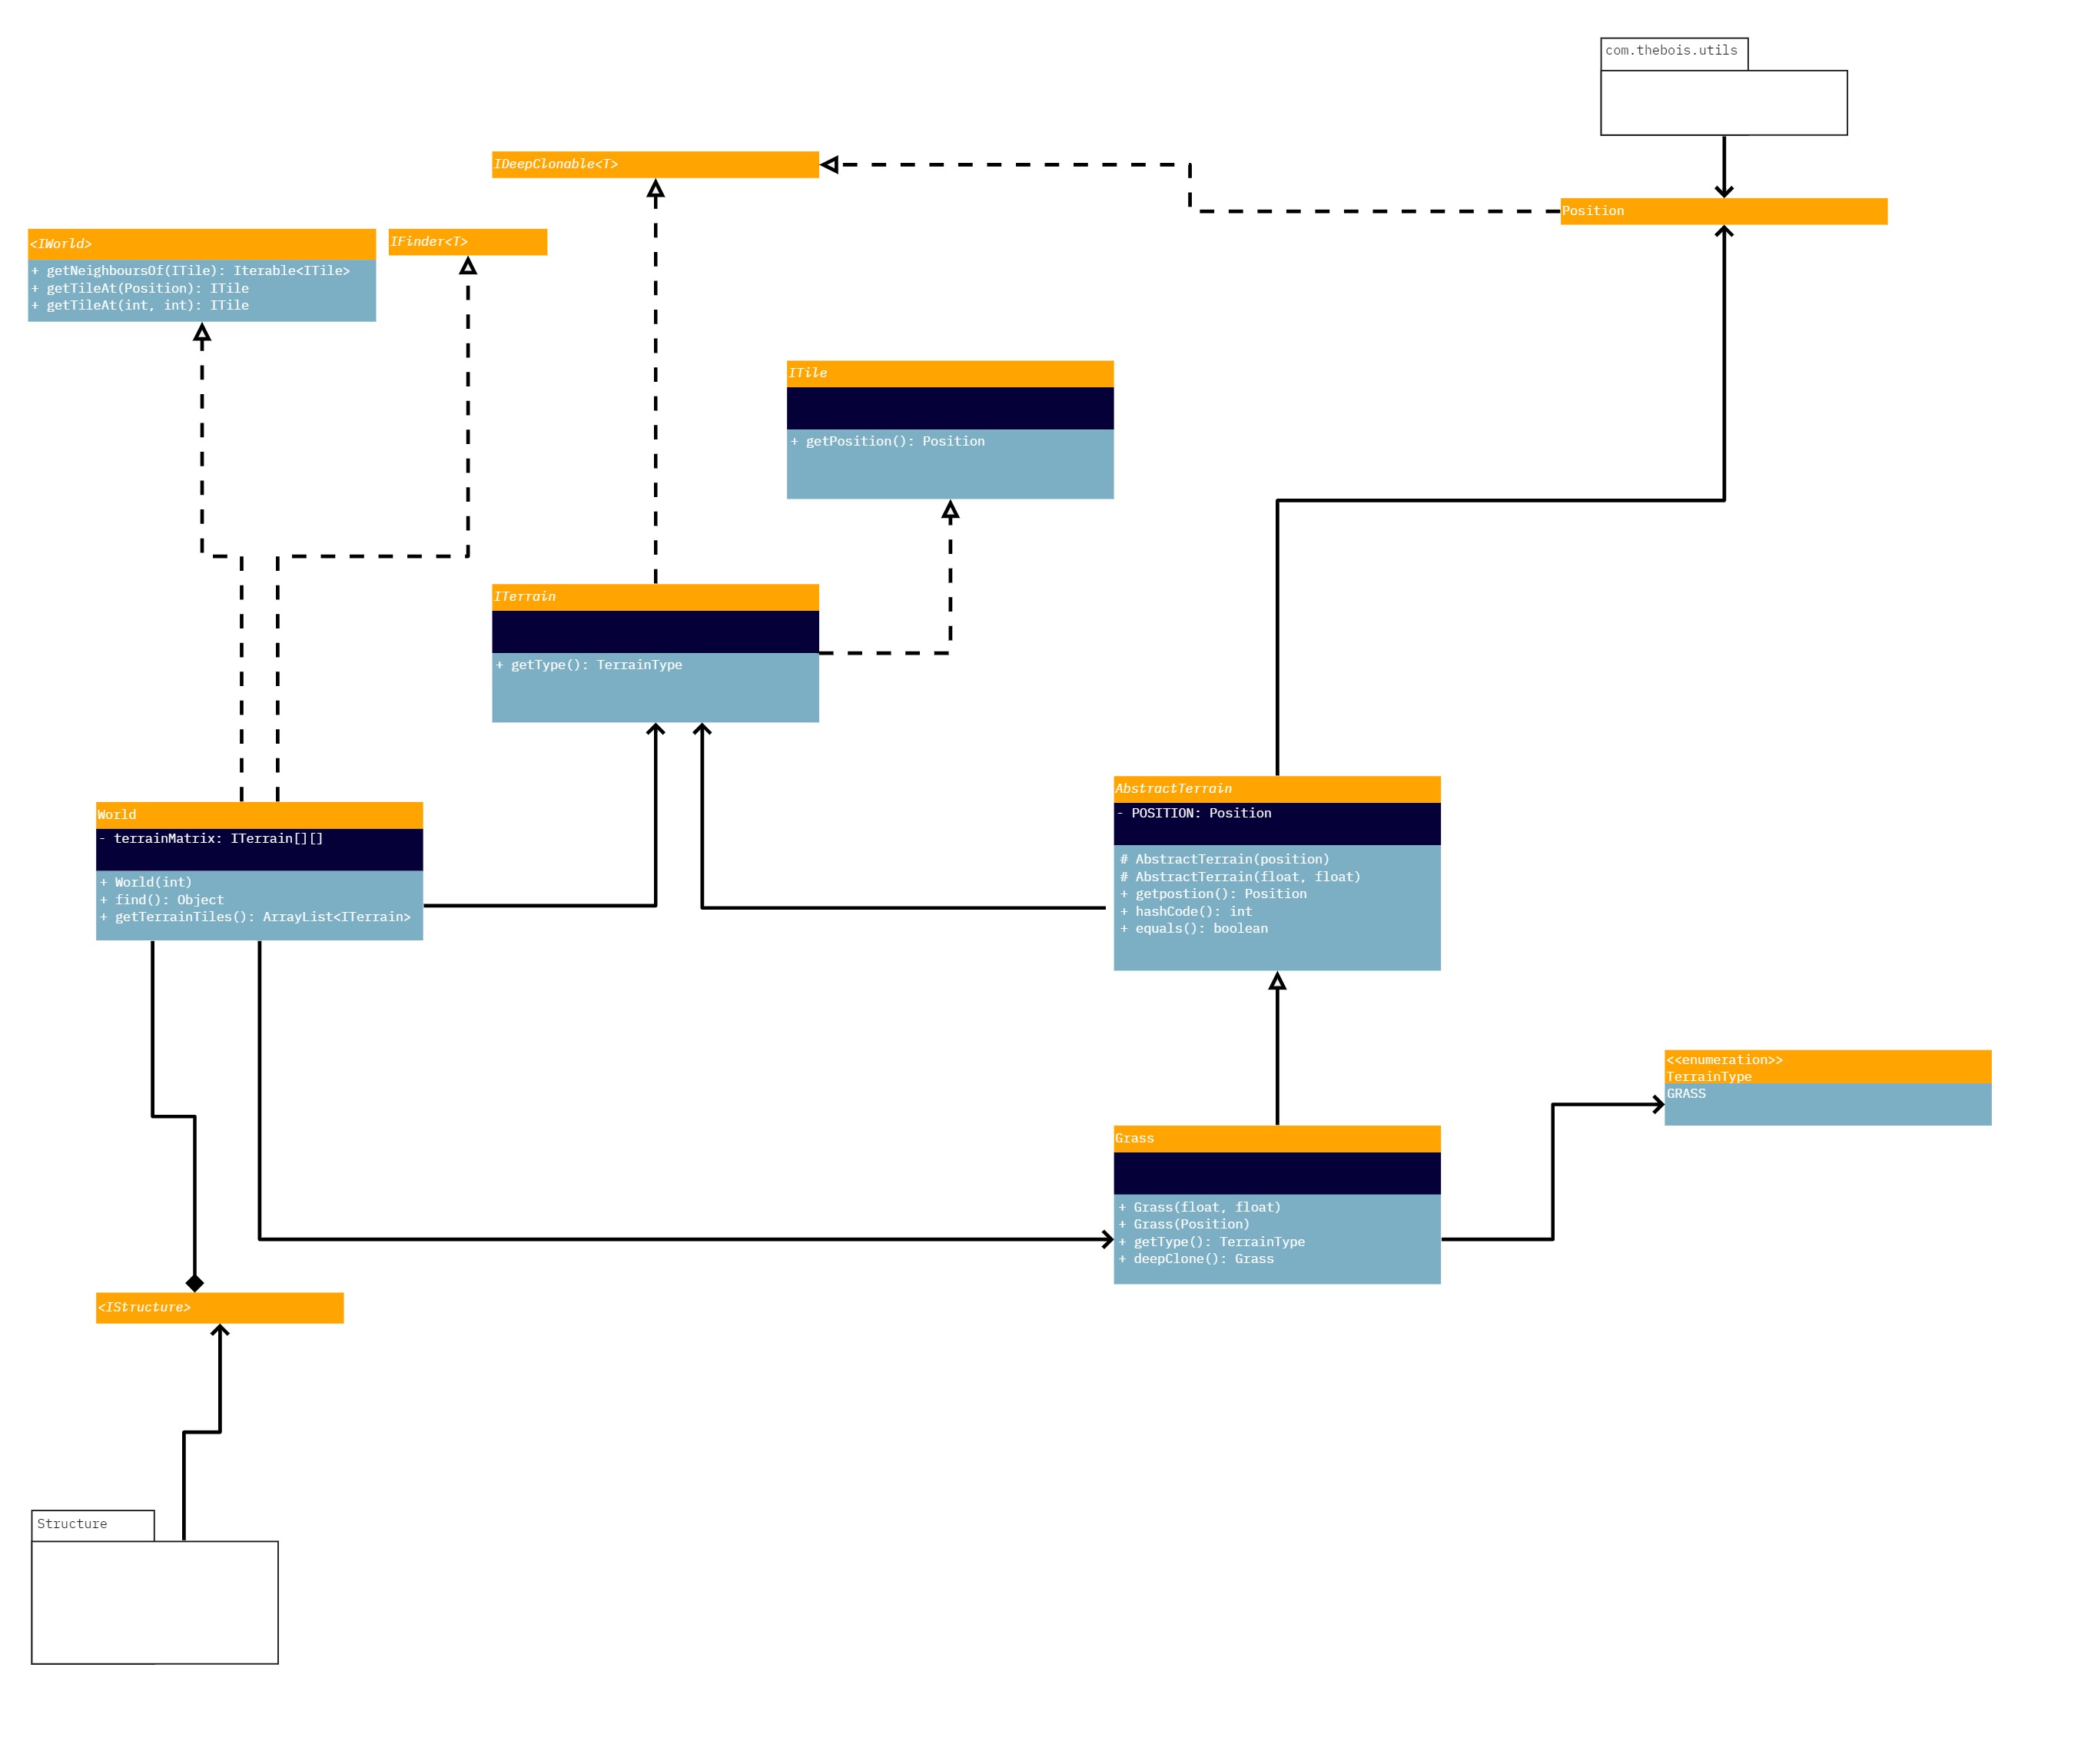 com.thebois.utils
IDeepClonable<T>
Position
<IWorld>
+ getNeighboursOf(ITile): Iterable<ITile>
+ getTileAt(Position): ITile
+ getTileAt(int, int): ITile
IFinder<T>
ITile
+ getPosition(): Position
ITerrain
+ getType(): TerrainType
World
- terrainMatrix: ITerrain[][]
+ World(int)
+ find(): Object
+ getTerrainTiles(): ArrayList<ITerrain>
AbstractTerrain
- POSITION: Position
# AbstractTerrain(position)
# AbstractTerrain(float, float)
+ getpostion(): Position
+ hashCode(): int
+ equals(): boolean
<<enumeration>>
TerrainType
GRASS
Grass
+ Grass(float, float)
+ Grass(Position)
+ getType(): TerrainType
+ deepClone(): Grass
<IStructure>
Structure